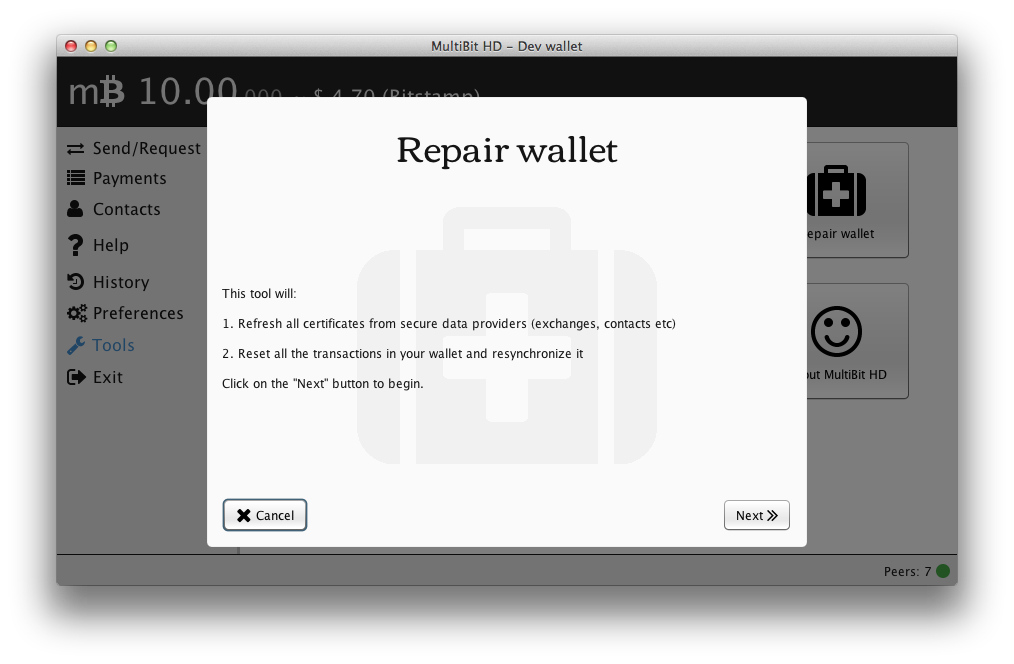 MultiBit HD – Dev wallet
mɃ 10.00 000 ~ $ 4.70 (Bitstamp)
Send/Request
Payments
Contacts
Help
History
Preferences
Tools
Exit
Repair wallet
This tool will:
1. Refresh all certificates from secure data providers (exchanges, contacts etc)
2. Reset all the transactions in your wallet and resynchronize it
Click on the "Next" button to begin.
Cancel
Next
epair wallet
out MultiBit HD
Peers: 7